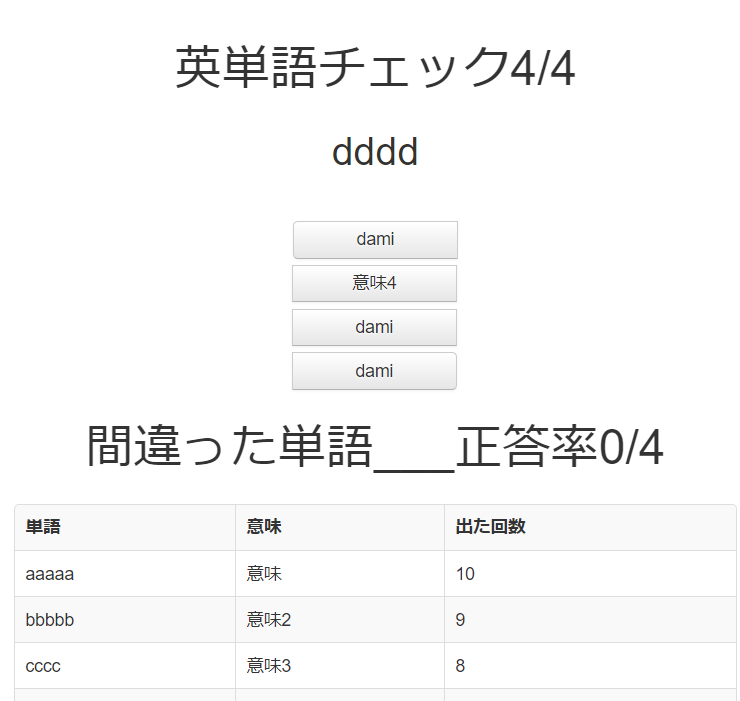 英単語チェック4/4
dddd
dami
意味4
dami
dami
間違った単語___正答率0/4
単語 意味 出た回数
aaaaa 意味 10
bbbbb 意味2 9
cccc 意味3 8